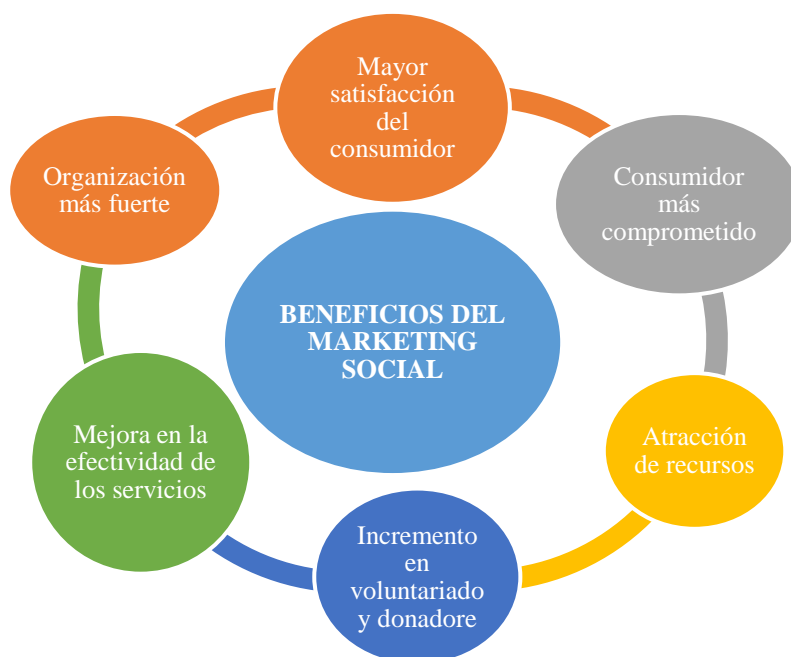 Mayor
satisfacción
del
consumidor
Consumidor
más
comprometido
Atracción
de recursos
Incremento
en
voluntariado
y donadore
Mejora en la
efectividad de
los servicios
Organización
más fuerte
BENEFICIOS DEL
MARKETING
SOCIAL